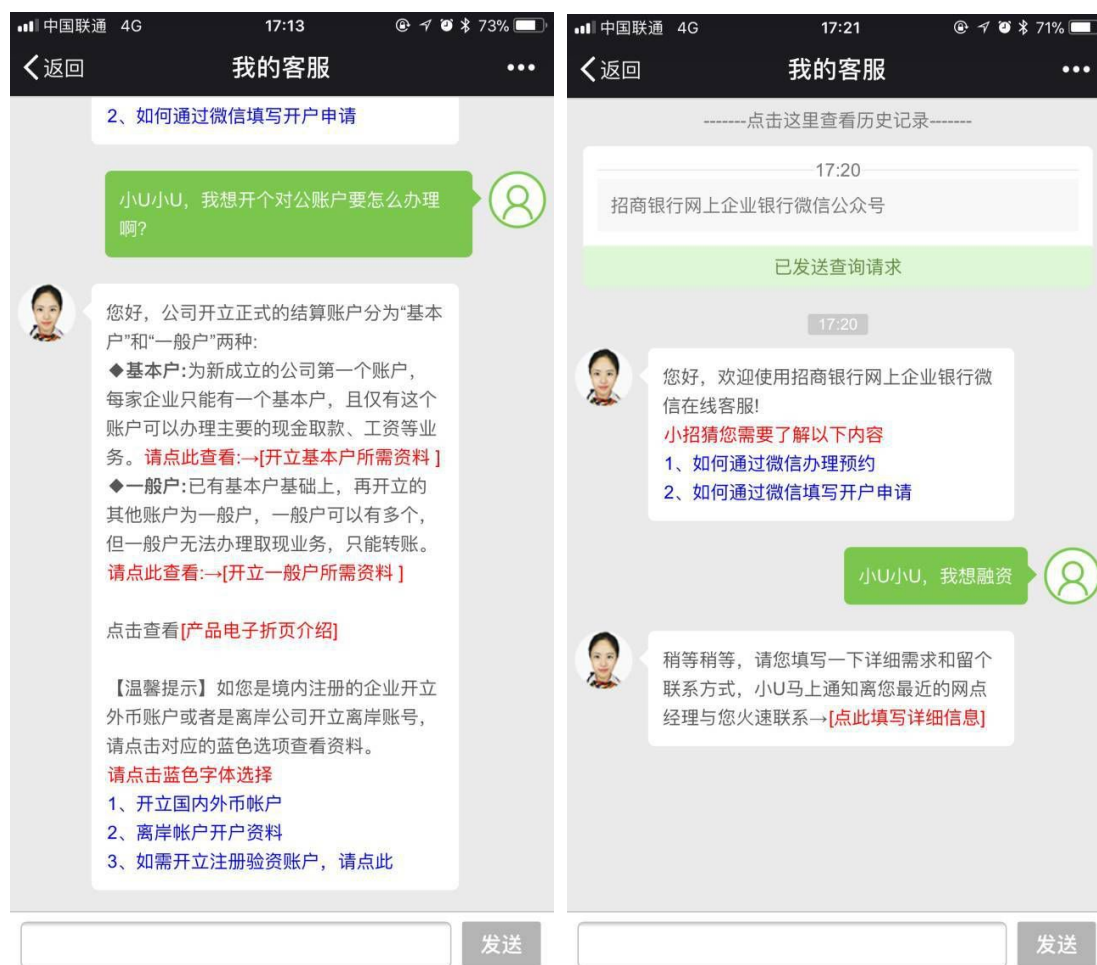 中国联通 4G 17:13 73%
返回 我的客服
2、如何通过微信填写开户申请
小U小U，我想开个对公账户要怎么办理
啊？
您好，公司开立正式的结算账户分为“基本
户”和“一般户”两种:
◆基本户:为新成立的公司第一个账户，
每家企业只能有一个基本户，且仅有这个
账户可以办理主要的现金取款、工资等业
务。请点此查看:→[开立基本户所需资料 ]
◆一般户:已有基本户基础上，再开立的
其他账户为一般户，一般户可以有多个，
但一般户无法办理取现业务，只能转账。
请点此查看:→[开立一般户所需资料 ]
点击查看[产品电子折页介绍]
【温馨提示】如您是境内注册的企业开立
外币账户或者是离岸公司开立离岸账号，
请点击对应的蓝色选项查看资料。
请点击蓝色字体选择
1、开立国内外币帐户
2、离岸帐户开户资料
3、如需开立注册验资账户，请点此
发送
中国联通 4G 17:21 71%
返回 我的客服
-------点击这里查看历史记录-------
17:20
招商银行网上企业银行微信公众号
已发送查询请求
17:20
您好，欢迎使用招商银行网上企业银行微
信在线客服!
小招猜您需要了解以下内容
1、如何通过微信办理预约
2、如何通过微信填写开户申请
小U小U，我想融资
稍等稍等，请您填写一下详细需求和留个
联系方式，小U马上通知离您最近的网点
经理与您火速联系→[点此填写详细信息]
发送